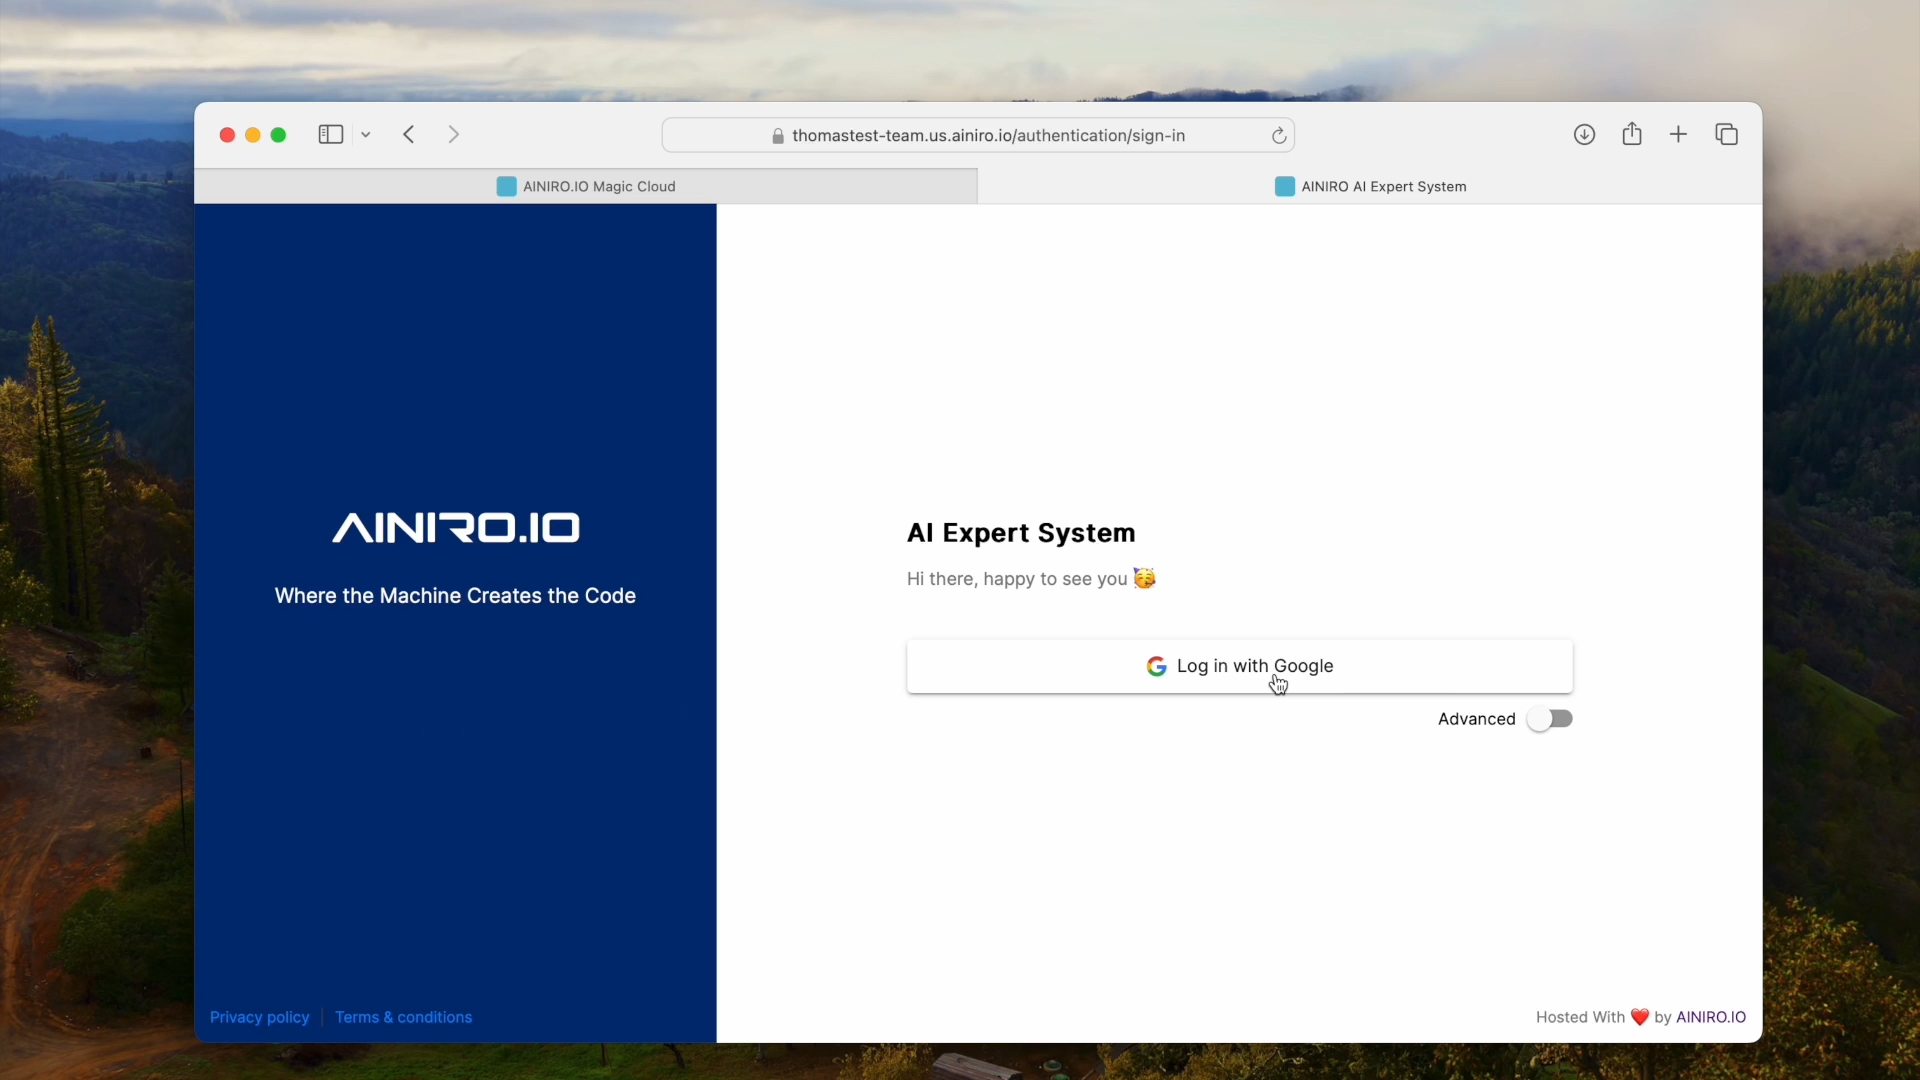 thomastest-team.us.ainiro.io/authentication/sign-in
AINIRO.IO Magic Cloud
AINIRO AI Expert System
AINIRO.IO
Where the Machine Creates the Code
AI Expert System
Hi there, happy to see you 🥳
Log in with Google
Advanced
Privacy policy
Terms & conditions
Hosted With ❤️ by AINIRO.IO